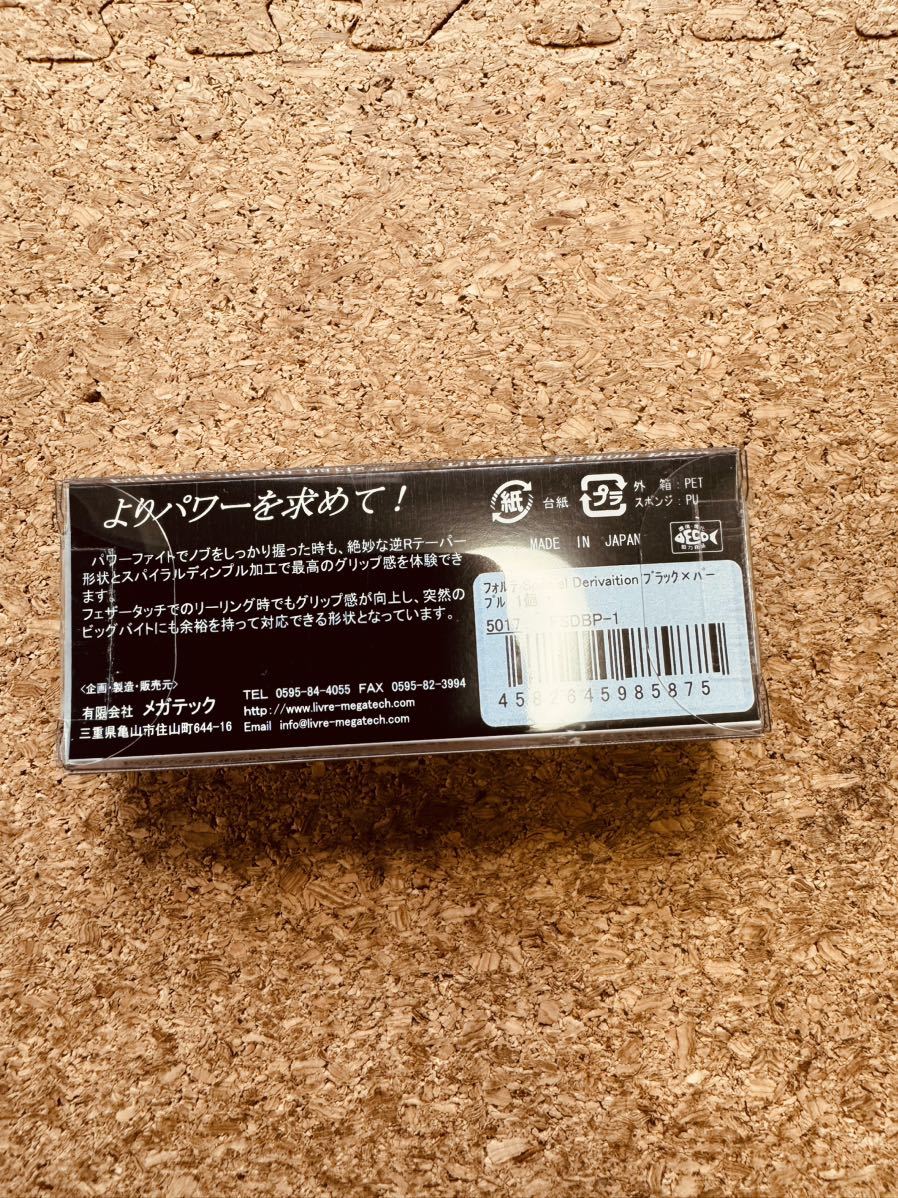 よりパワーを求めて！
パワーファイトでノブをしっかり握った時も、絶妙な逆Rテーパー
形状とスパイラルディンプル加工で最高のグリップ感を体験でき
ます。
フェザータッチでのリーリング時でもグリップ感が向上し、突然の
ビッグバイトにも余裕を持って対応できる形状となっています。
<企画・製造・販売元>
有限会社 メガテック
三重県亀山市住山町644-16
TEL 0595-84-4055 FAX 0595-82-3994
http://www.livre-megatech.com
Email info@livre-megatech.com
紙 台紙
プラ 外箱:PET
スポンジ:PU
MADE IN JAPAN
ECO
フォルテ Derivaition ブラック×パー
プル 1個
5017 FSDBP-1
4582645985875